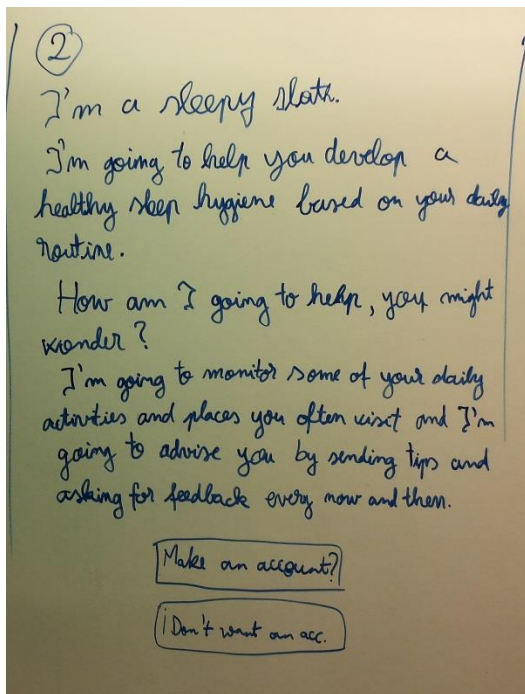 2
I'm a sleepy sloth.
I'm going to help you develop a
healthy sleep hygiene based on your daily
routine.
How am I going to help, you might
wonder?
I'm going to monitor some of your daily
activities and places you often visit and I'm
going to advise you by sending tips and
asking for feedback every now and then.
Make an account?
I Don't want an acc.